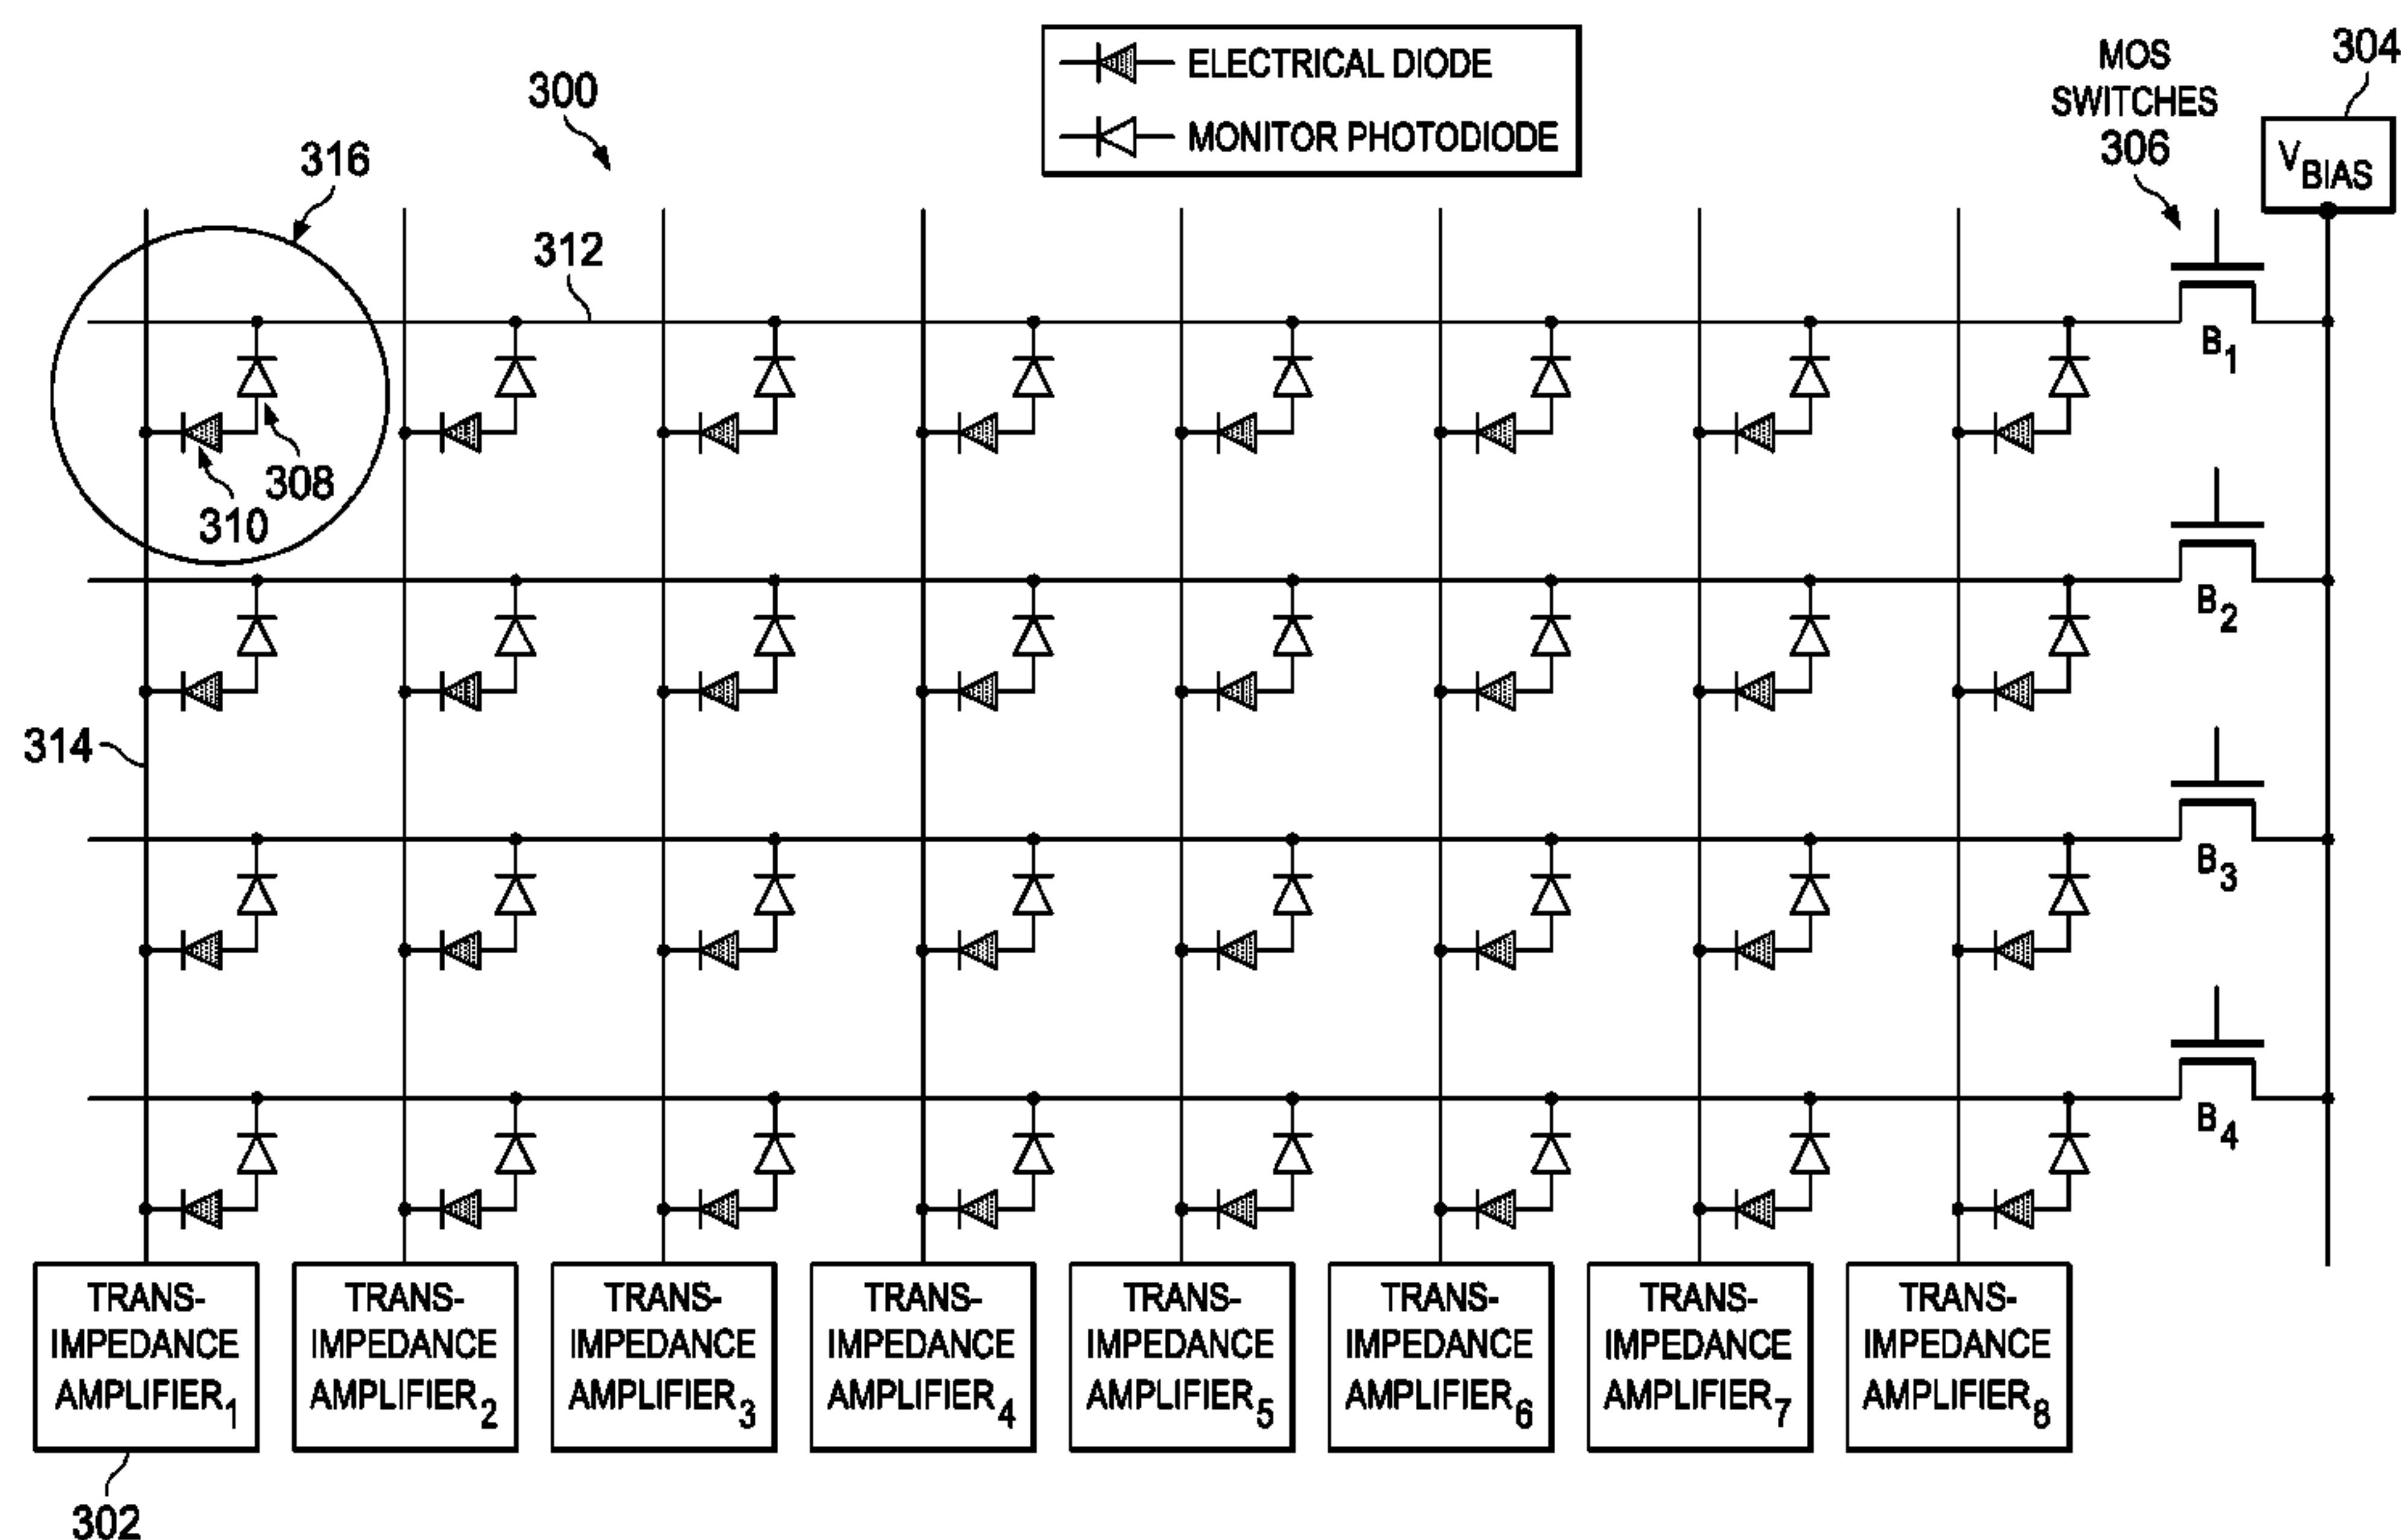 ELECTRICAL DIODE
MONITOR PHOTODIODE
300
316
312
MOS
SWITCHES
306
304
V BIAS
308
310
314
B1
B2
B3
B4
TRANS-
IMPEDANCE
AMPLIFIER1
TRANS-
IMPEDANCE
AMPLIFIER2
TRANS-
IMPEDANCE
AMPLIFIER3
TRANS-
IMPEDANCE
AMPLIFIER4
TRANS-
IMPEDANCE
AMPLIFIER5
TRANS-
IMPEDANCE
AMPLIFIER6
TRANS-
IMPEDANCE
AMPLIFIER7
TRANS-
IMPEDANCE
AMPLIFIER8
302